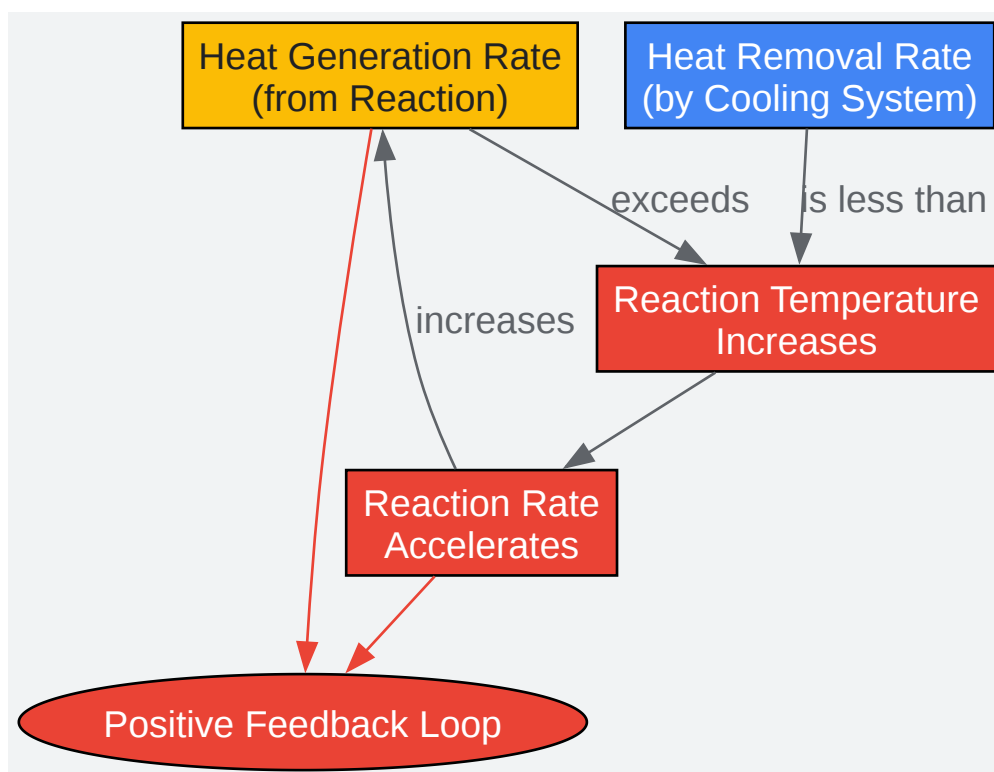 Heat Generation Rate
(from Reaction)
Heat Removal Rate
(by Cooling System)
exceeds
is less than
Reaction Temperature
Increases
increases
Reaction Rate
Accelerates
Positive Feedback Loop